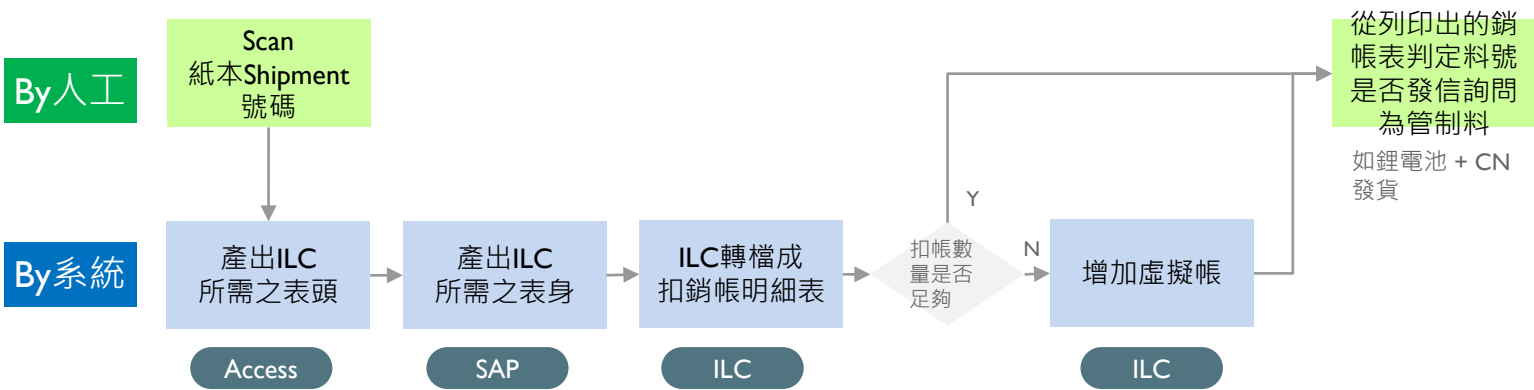 By人工
Scan
紙本Shipment
號碼
從列印出的銷
帳表判定料號
是否發信詢問
為管制料
如鋰電池 + CN
發貨
Y
By系統
產出ILC
所需之表頭
產出ILC
所需之表身
ILC轉檔成
扣銷帳明細表
扣帳數
量是否
足夠
N
增加虛擬帳
Access
SAP
ILC
ILC